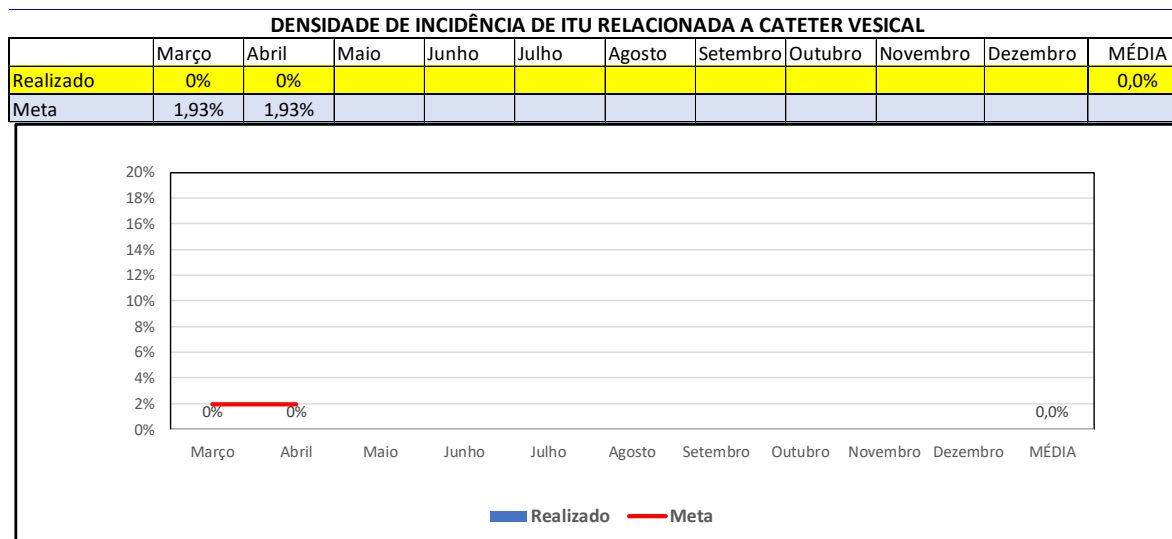 DENSIDADE DE INCIDÊNCIA DE ITU RELACIONADA A CATETER VESICAL
Março Abril Maio Junho Julho Agosto Setembro Outubro Novembro Dezembro MÉDIA
Realizado 0% 0% 0,0%
Meta 1,93% 1,93%
20%
18%
16%
14%
12%
10%
8%
6%
4%
2%
0% 0% 0,0%
0%
Março Abril Maio Junho Julho Agosto Setembro Outubro Novembro Dezembro MÉDIA
Realizado Meta